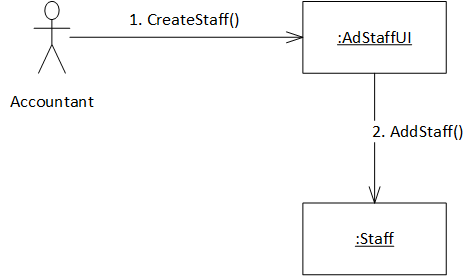 1. CreateStaff()
:AdStaffUI
Accountant
2. AddStaff()
:Staff